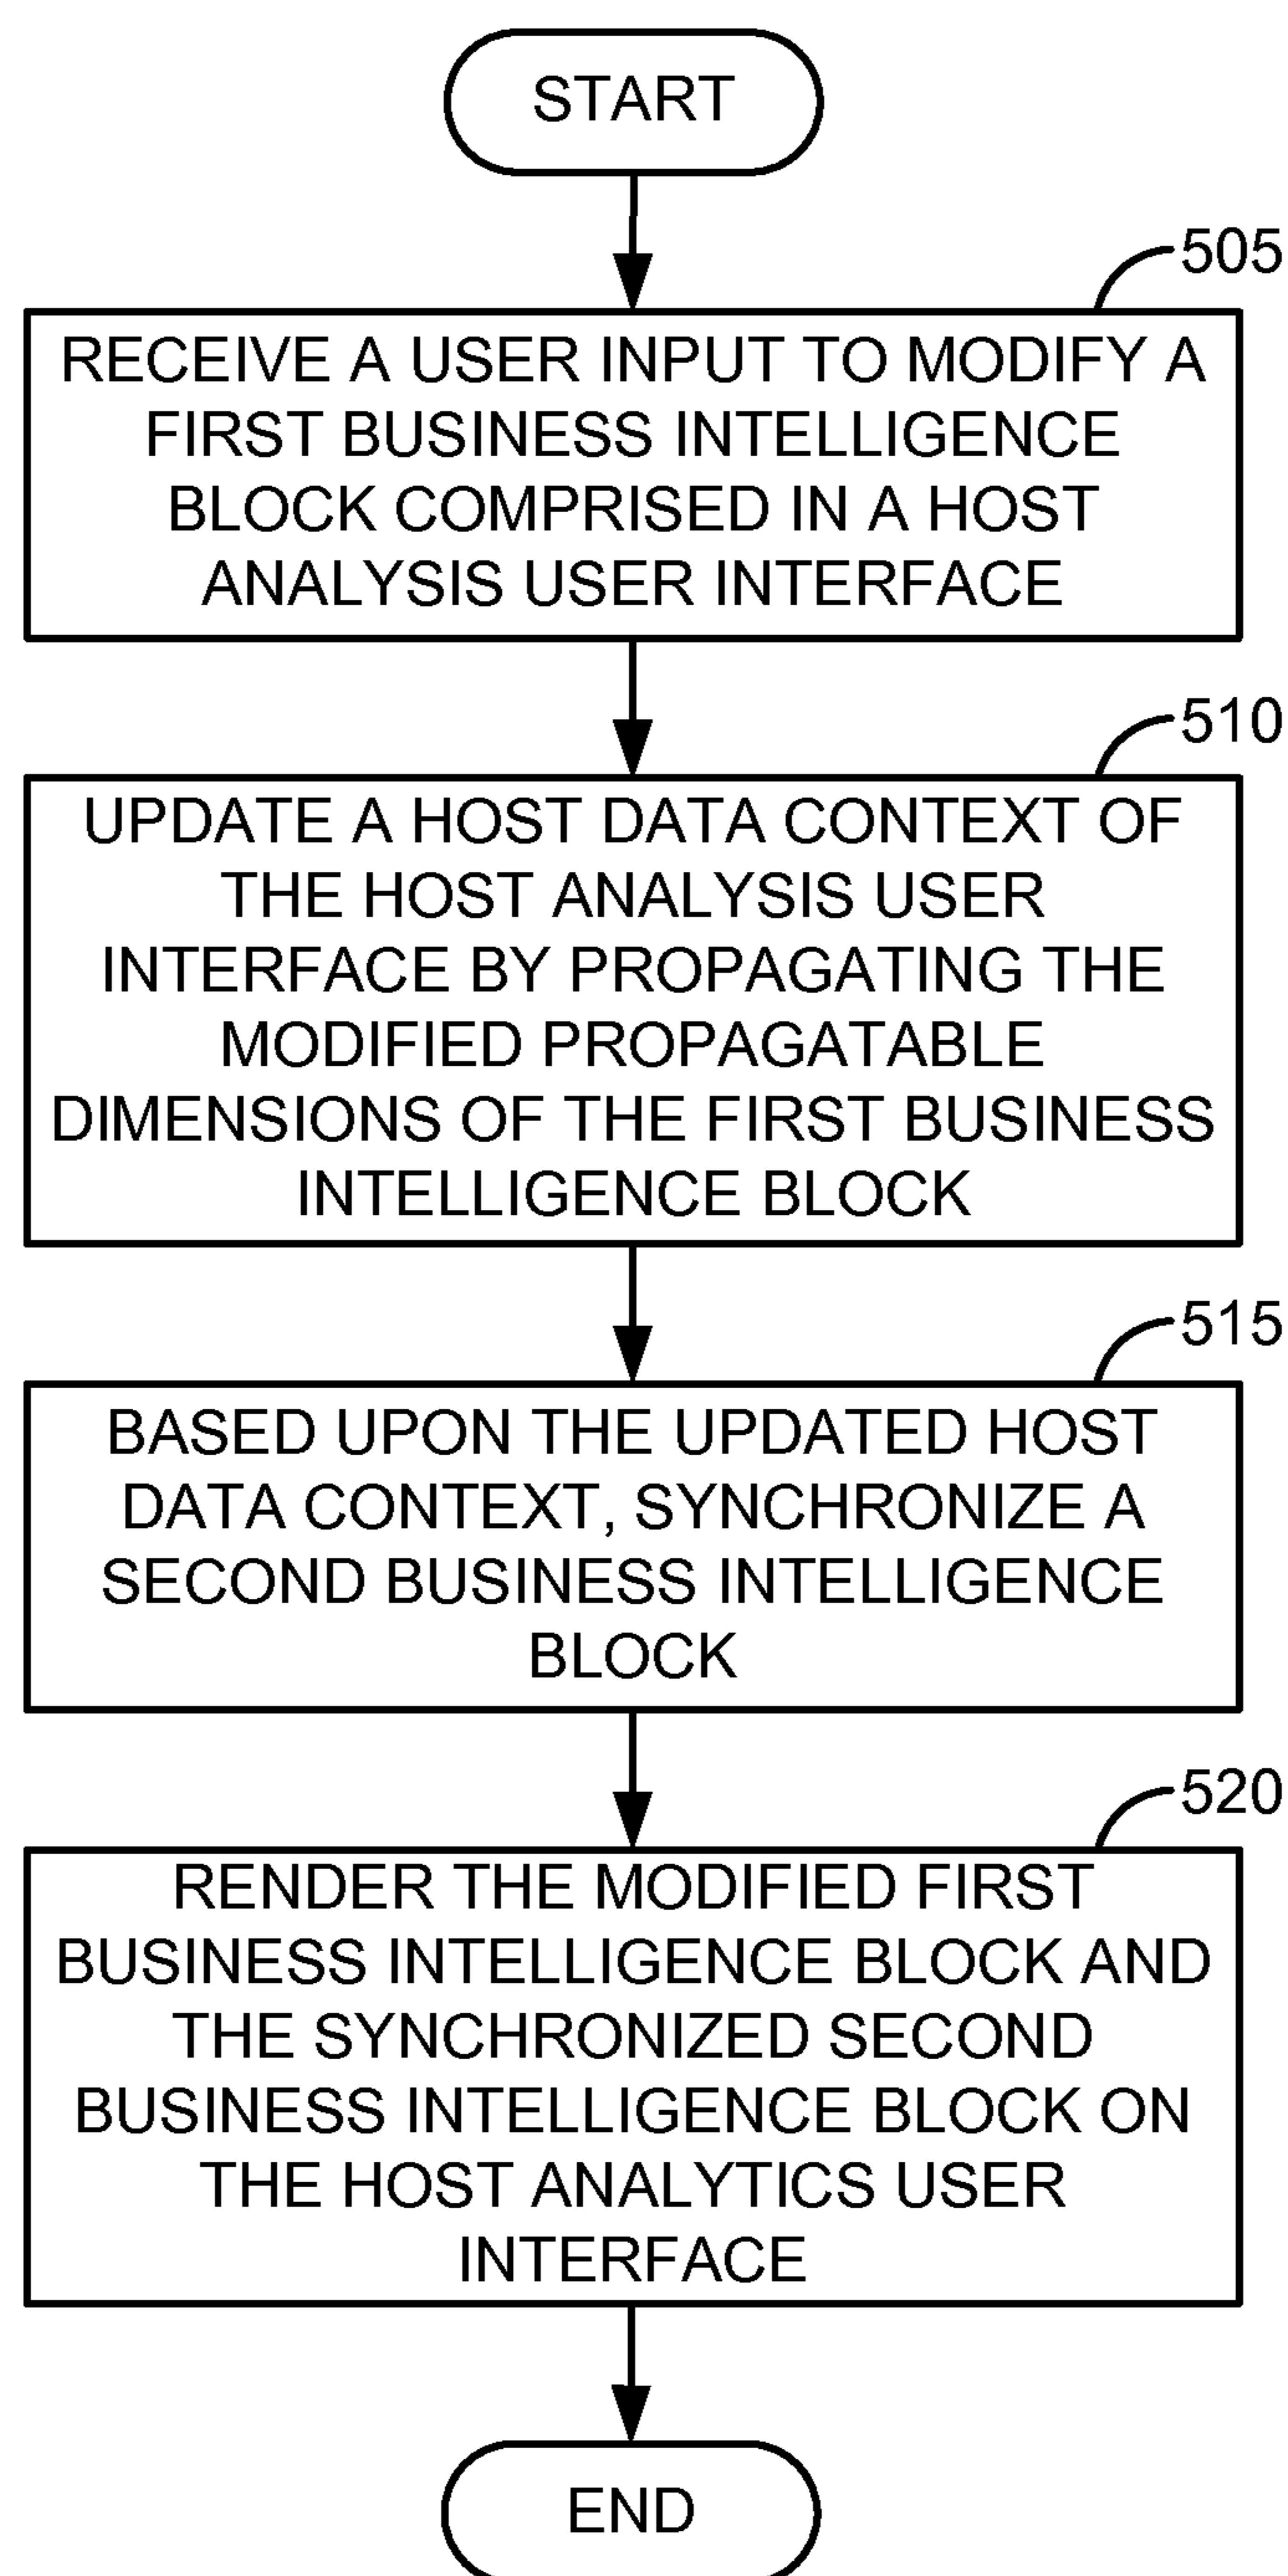 START
505
RECEIVE A USER INPUT TO MODIFY A
FIRST BUSINESS INTELLIGENCE
BLOCK COMPRISED IN A HOST
ANALYSIS USER INTERFACE
510
UPDATE A HOST DATA CONTEXT OF
THE HOST ANALYSIS USER
INTERFACE BY PROPAGATING THE
MODIFIED PROPAGATABLE
DIMENSIONS OF THE FIRST BUSINESS
INTELLIGENCE BLOCK
515
BASED UPON THE UPDATED HOST
DATA CONTEXT, SYNCHRONIZE A
SECOND BUSINESS INTELLIGENCE
BLOCK
520
RENDER THE MODIFIED FIRST
BUSINESS INTELLIGENCE BLOCK AND
THE SYNCHRONIZED SECOND
BUSINESS INTELLIGENCE BLOCK ON
THE HOST ANALYTICS USER
INTERFACE
END